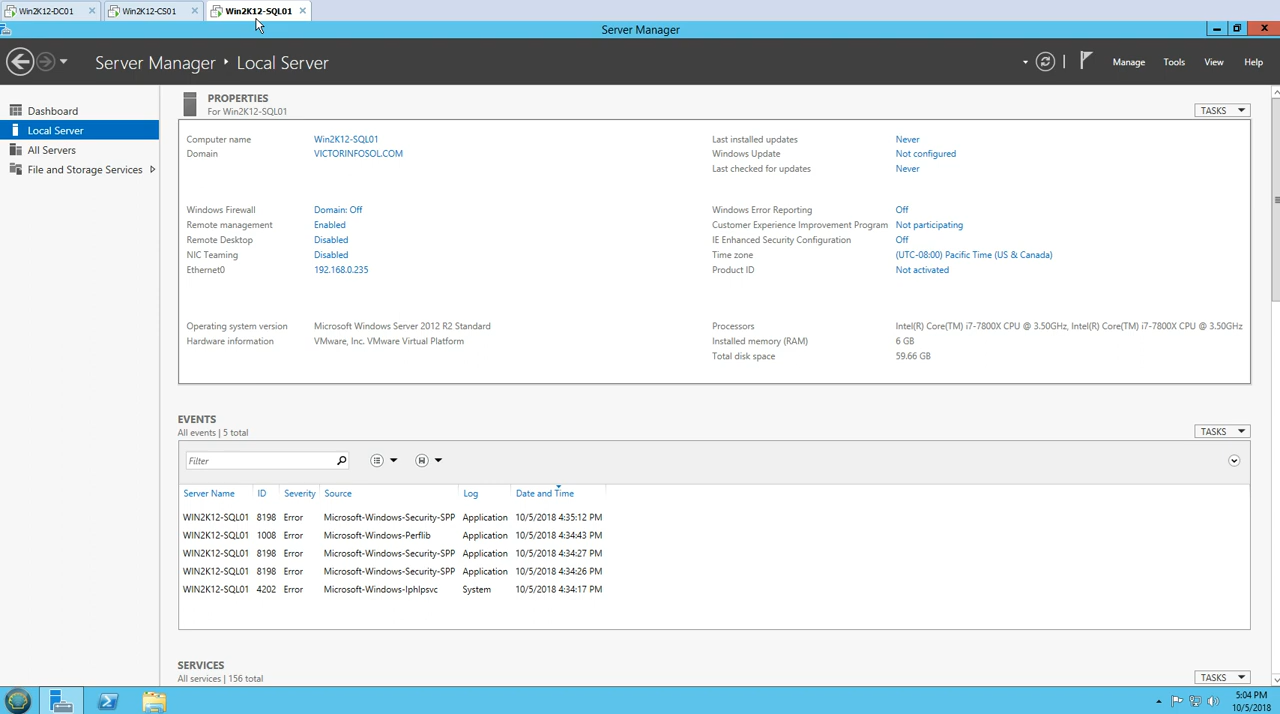 Win2K12-DC01 Win2K12-CS01 Win2K12-SQL01
Server Manager
Server Manager Local Server
Manage Tools View Help
Dashboard
Local Server
All Servers
File and Storage Services
PROPERTIES
For Win2K12-SQL01
TASKS
Computer name Win2K12-SQL01
Domain VICTORINFOSOL.COM
Last installed updates Never
Windows Update Not configured
Last checked for updates Never
Windows Firewall Domain: Off
Remote management Enabled
Remote Desktop Disabled
NIC Teaming Disabled
Ethernet0 192.168.0.235
Windows Error Reporting Off
Customer Experience Improvement Program Not participating
IE Enhanced Security Configuration Off
Time zone (UTC-08:00) Pacific Time (US & Canada)
Product ID Not activated
Operating system version Microsoft Windows Server 2012 R2 Standard
Hardware information VMware, Inc. VMware Virtual Platform
Processors Intel(R) Core(TM) i7-7800X CPU @ 3.50GHz, Intel(R) Core(TM) i7-7800X CPU @ 3.50GHz
Installed memory (RAM) 6 GB
Total disk space 59.66 GB
EVENTS
All events | 5 total
TASKS
Filter
Server Name ID Severity Source Log Date and Time
WIN2K12-SQL01 8198 Error Microsoft-Windows-Security-SPP Application 10/5/2018 4:35:12 PM
WIN2K12-SQL01 1008 Error Microsoft-Windows-Perflib Application 10/5/2018 4:34:43 PM
WIN2K12-SQL01 8198 Error Microsoft-Windows-Security-SPP Application 10/5/2018 4:34:27 PM
WIN2K12-SQL01 8198 Error Microsoft-Windows-Security-SPP Application 10/5/2018 4:34:26 PM
WIN2K12-SQL01 4202 Error Microsoft-Windows-Iphlpsvc System 10/5/2018 4:34:17 PM
SERVICES
All services | 156 total
TASKS
5:04 PM
10/5/2018